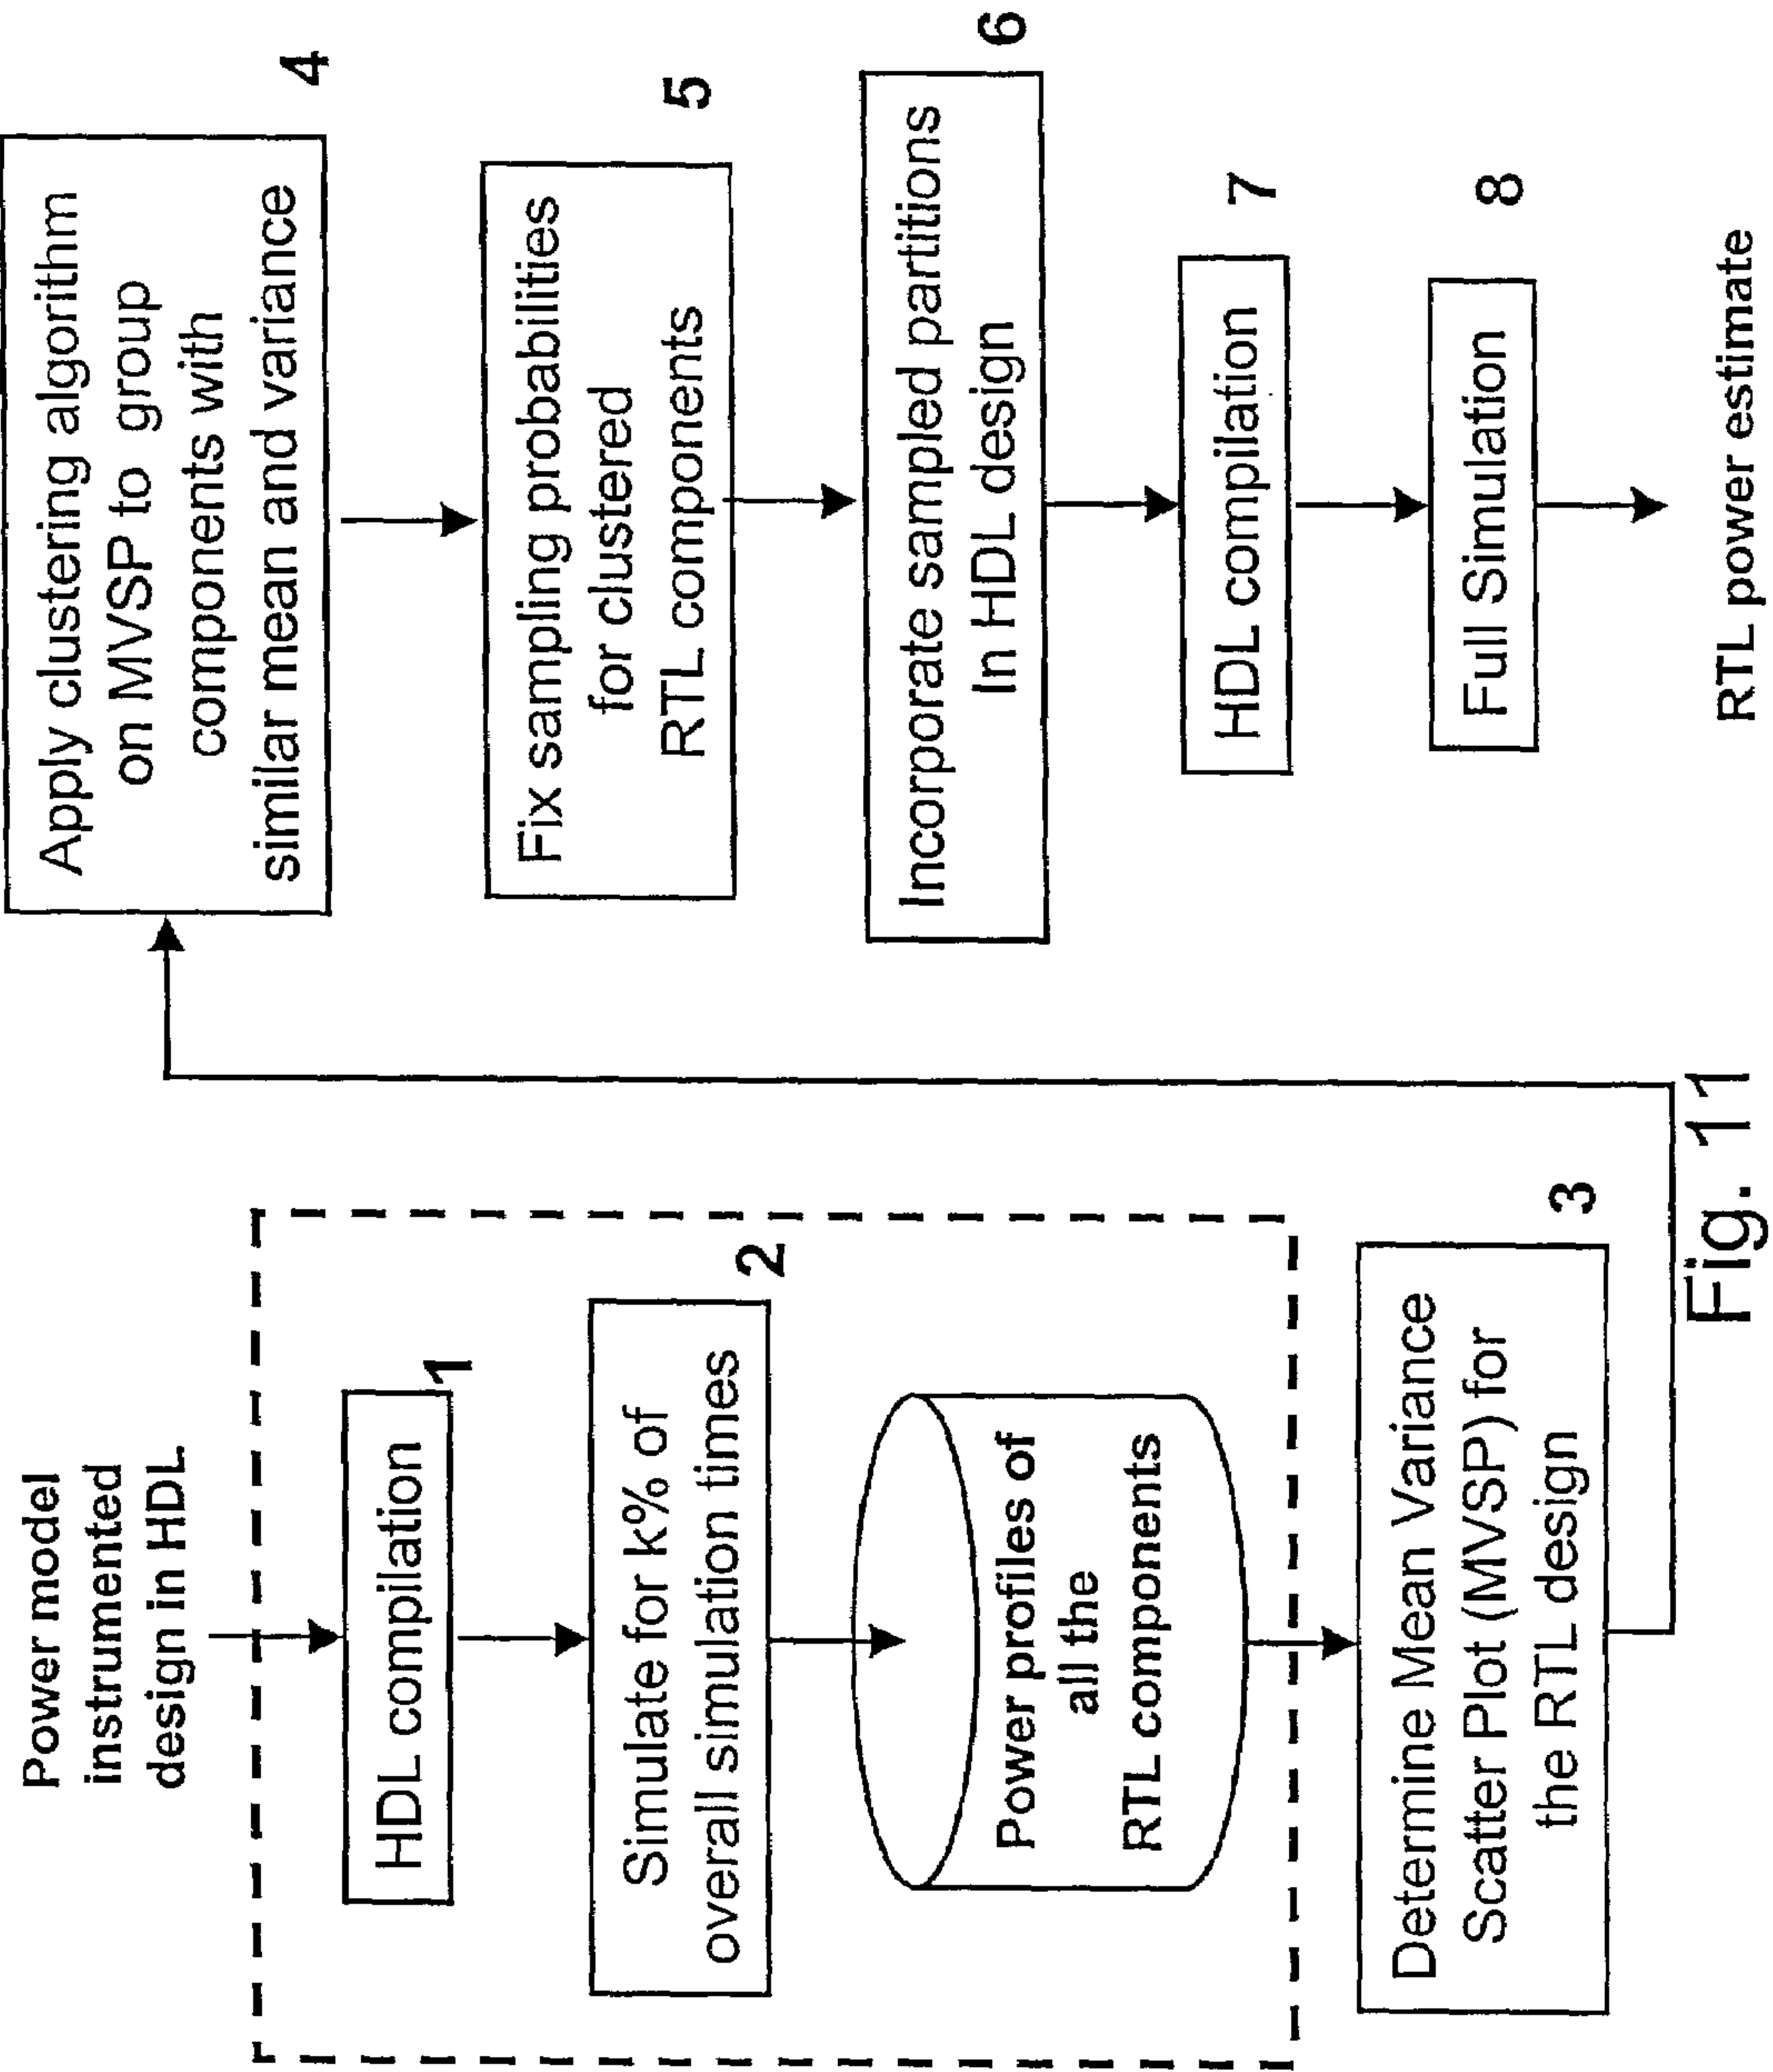 Power model
instrumented
design in HDL
HDL compilation
1
Simulate for k% of
overall simulation times
2
Power profiles of
all the
RTL components
Determine Mean Variance
Scatter Plot (MVSP) for
the RTL design
3
Apply clustering algorithm
on MVSP to group
components with
similar mean and variance
4
Fix sampling probabilities
for clustered
RTL components
5
Incorporate sampled partitions
In HDL design
6
HDL compilation
7
Full Simulation
8
RTL power estimate
Fig. 11